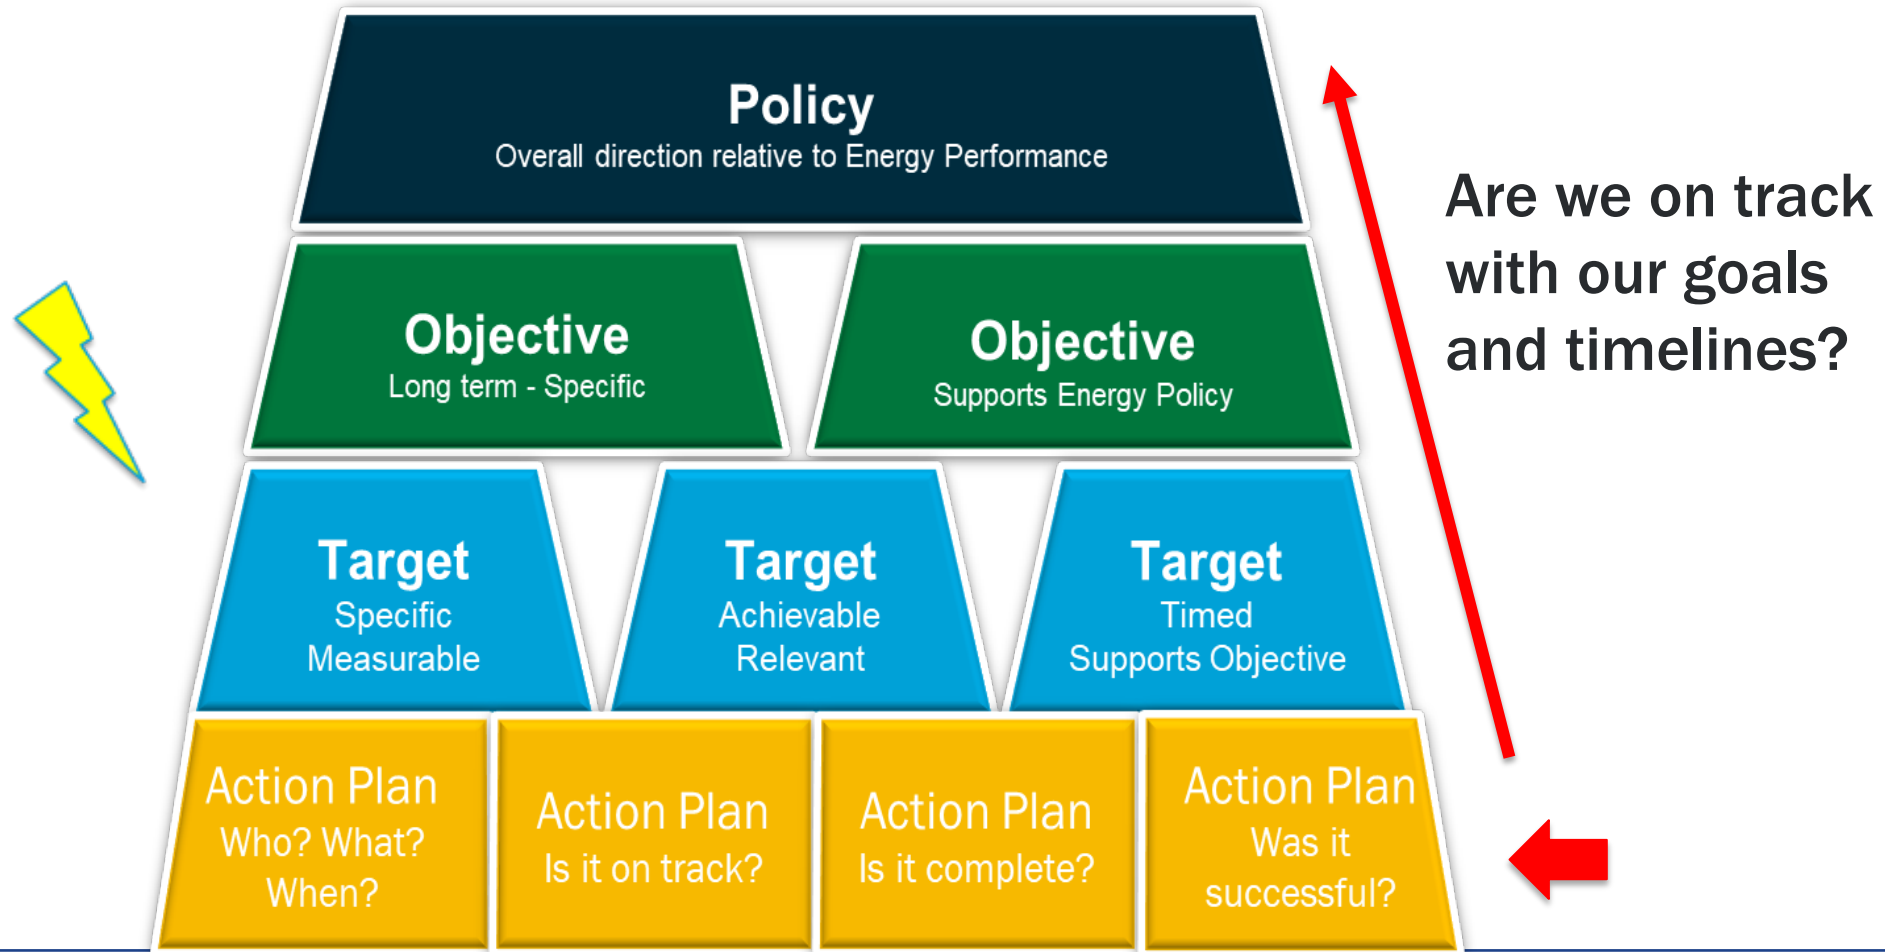 Policy
Overall direction relative to Energy Performance
Are we on track
with our goals
and timelines?
Objective
Long term - Specific
Objective
Supports Energy Policy
Target
Specific
Measurable
Target
Achievable
Relevant
Target
Timed
Supports Objective
Action Plan
Who? What?
When?
Action Plan
Is it on track?
Action Plan
Is it complete?
Action Plan
Was it
successful?